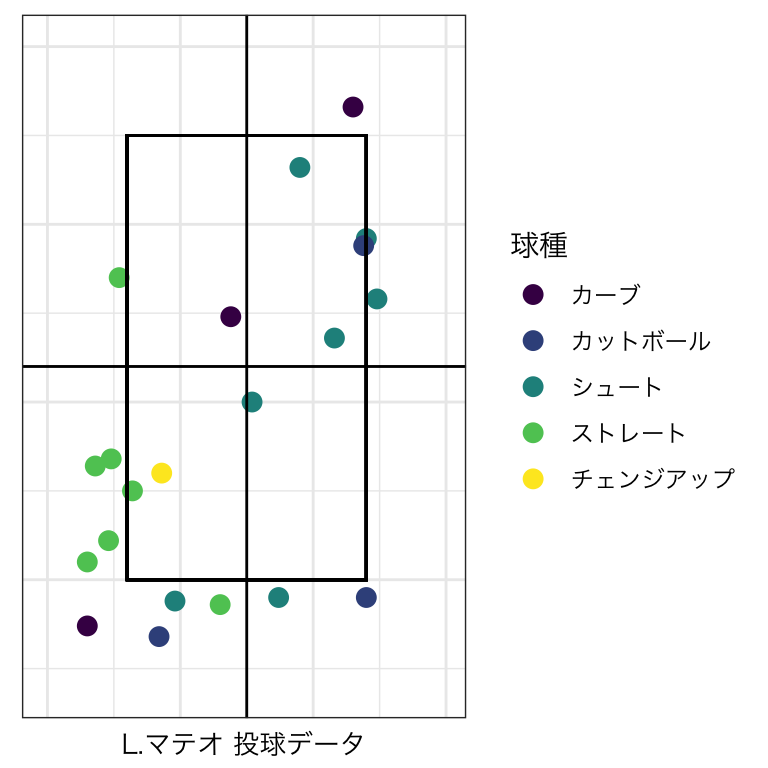 球種
カーブ
カットボール
シュート
ストレート
チェンジアップ
L.マテオ 投球データ